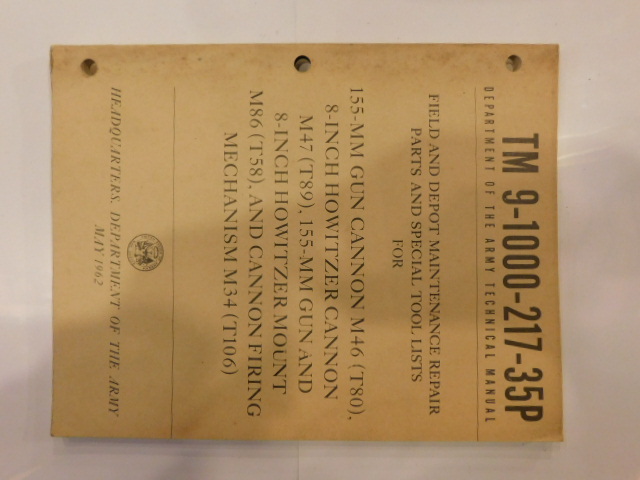 TM 9-1000-217-35P
DEPARTMENT OF THE ARMY TECHNICAL MANUAL
FIELD AND DEPOT MAINTENANCE REPAIR
PARTS AND SPECIAL TOOL LISTS
FOR
155-MM GUN CANNON M46 (T80),
8-INCH HOWITZER CANNON
M47 (T89), 155-MM GUN AND
8-INCH HOWITZER MOUNT
M86 (T58), AND CANNON FIRING
MECHANISM M34 (T106)
HEADQUARTERS, DEPARTMENT OF THE ARMY
MAY 1962